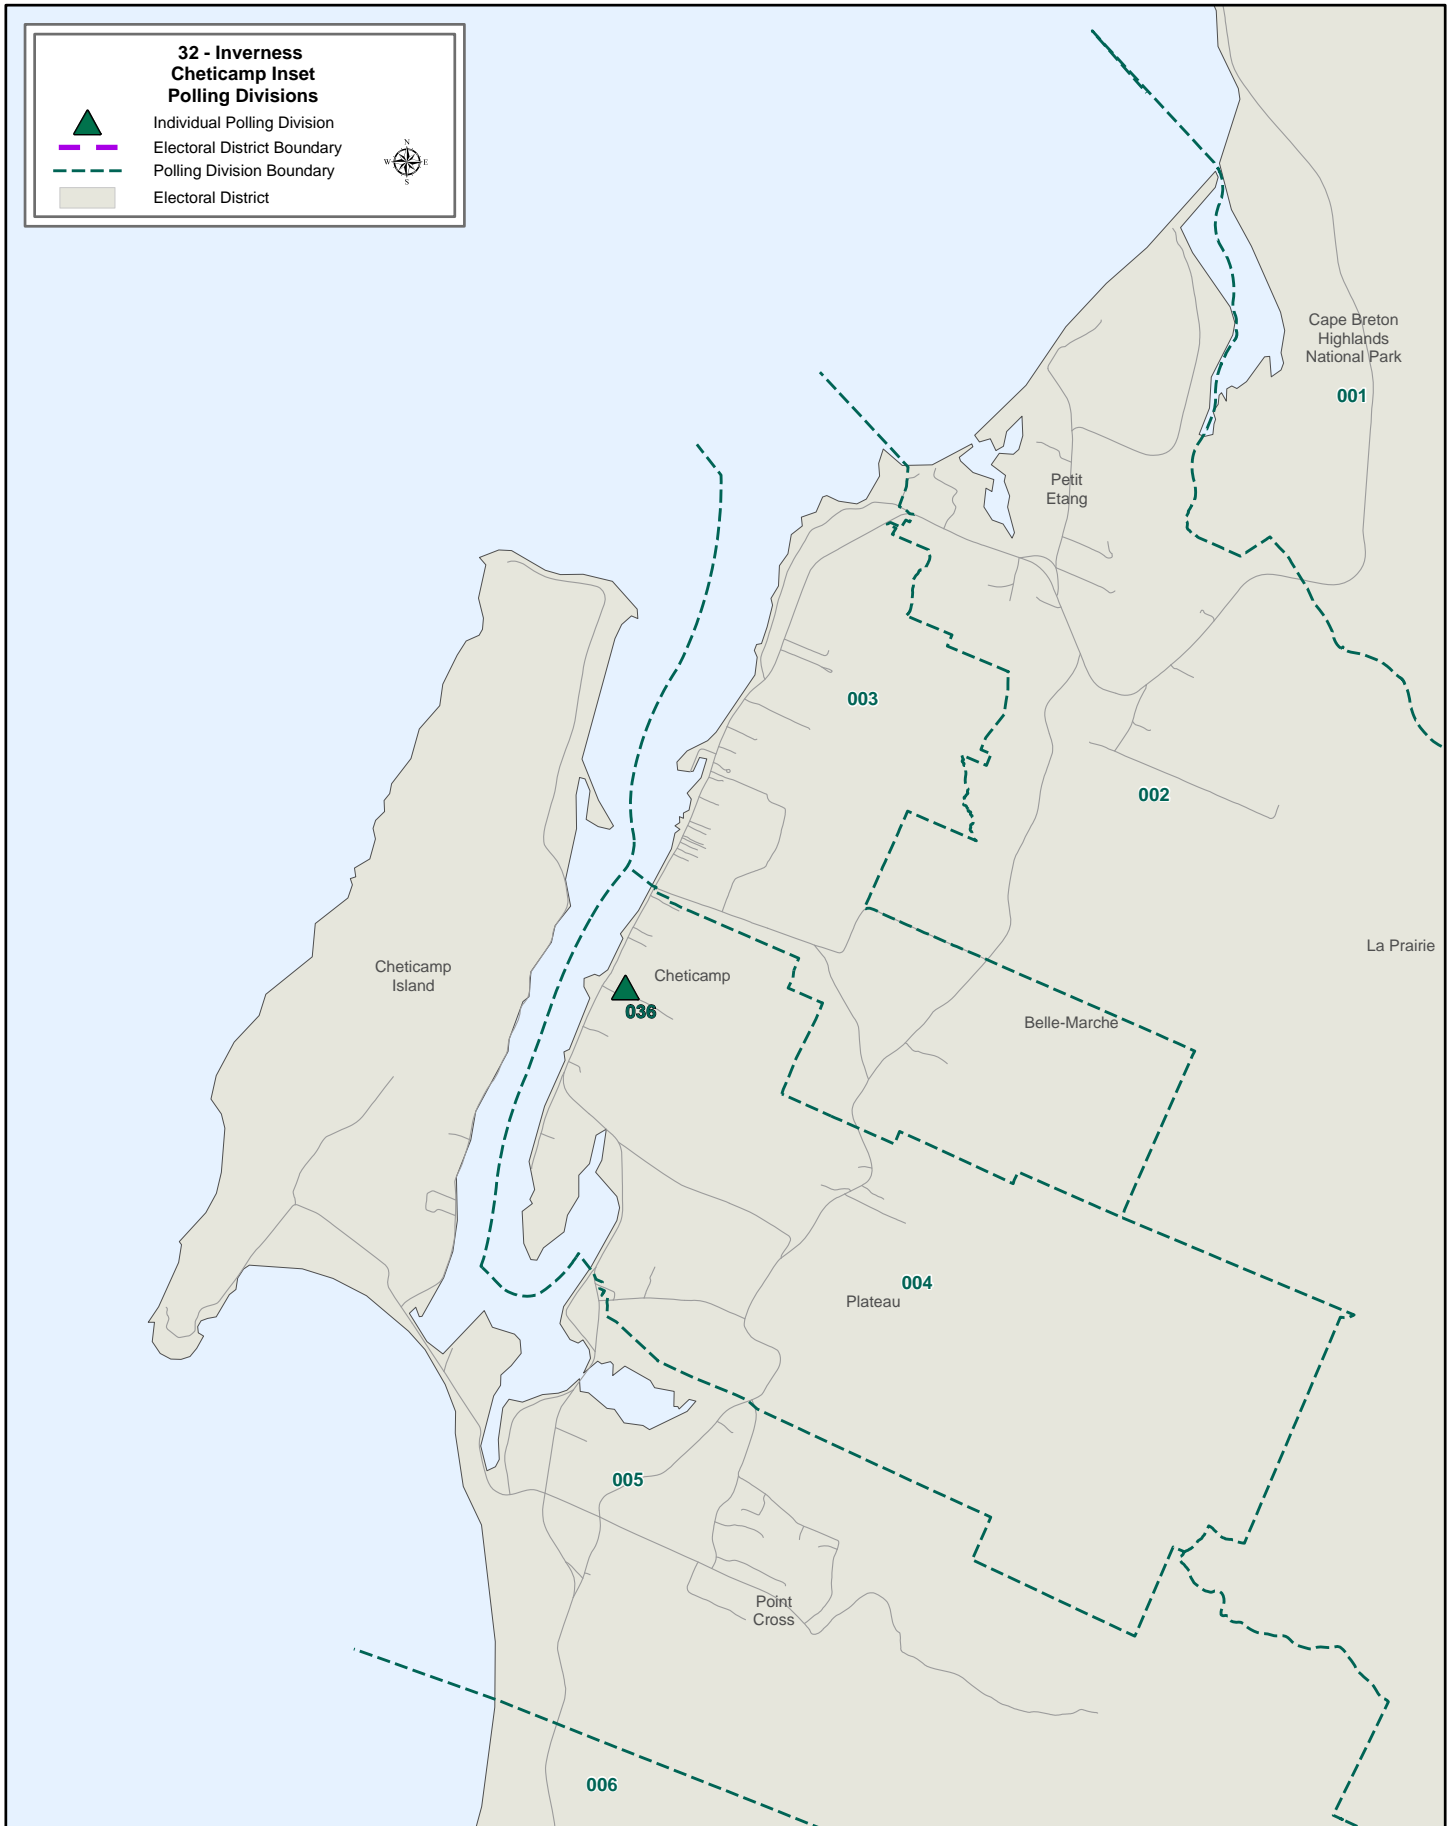 32 - Inverness
Cheticamp Inset
Polling Divisions
Individual Polling Division
Electoral District Boundary
Polling Division Boundary
Electoral District
N
W
E
S
Cape Breton
Highlands
National Park
001
Petit
Etang
003
002
La Prairie
Cheticamp
Island
Cheticamp
036
Belle-Marche
004
Plateau
005
Point
Cross
006